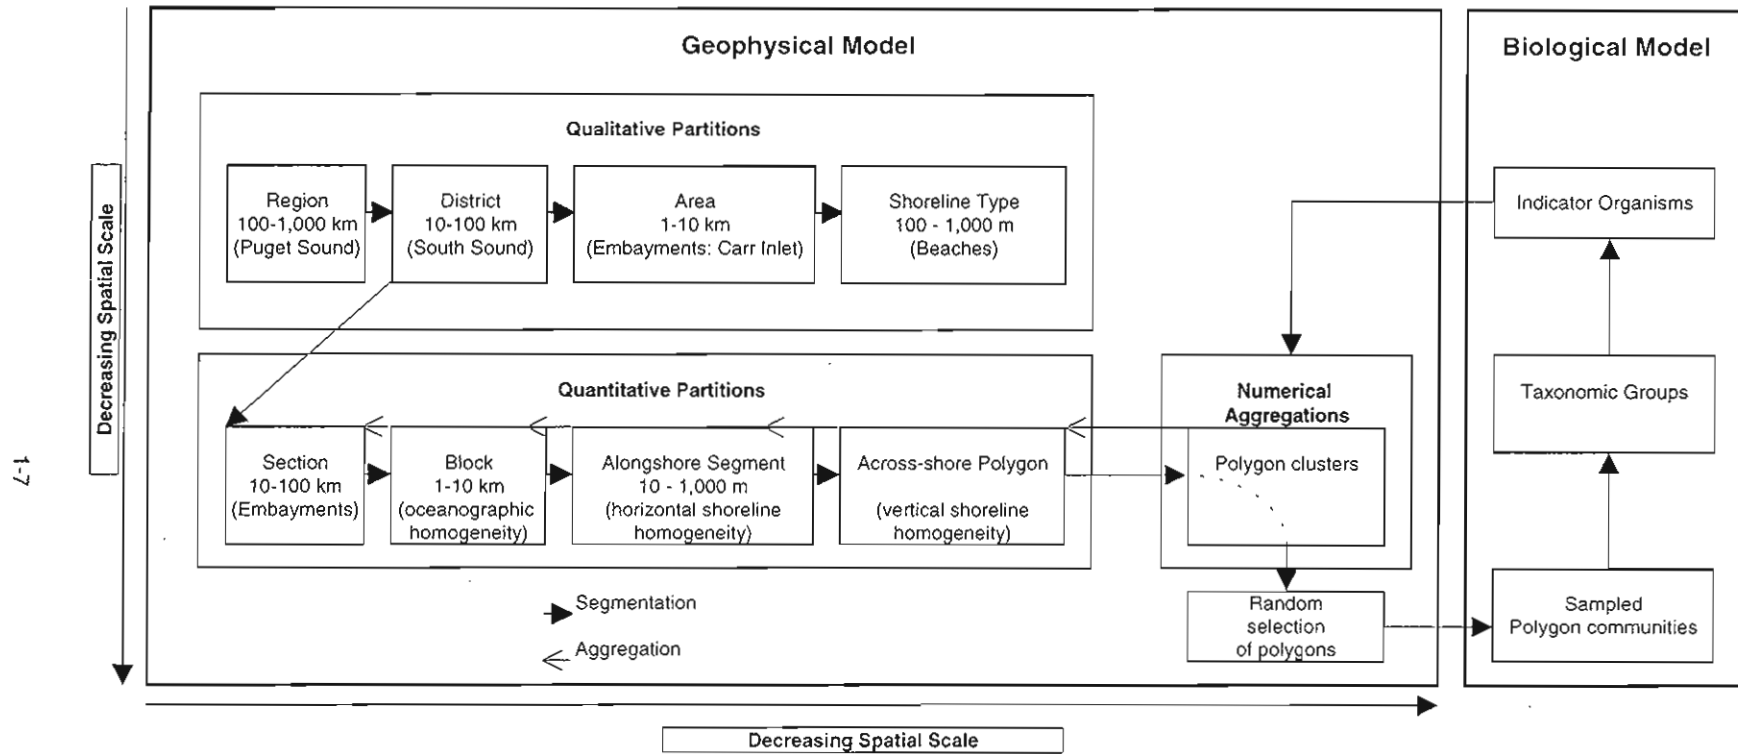 Geophysical Model
Qualitative Partitions
Region
100-1,000 km
(Puget Sound)
District
10-100 km
(South Sound)
Area
1-10 km
(Embayments: Carr Inlet)
Shoreline Type
100 - 1,000 m
(Beaches)
Quantitative Partitions
Section
10-100 km
(Embayments)
Block
1-10 km
(oceanographic
homogeneity)
Alongshore Segment
10 - 1,000 m
(horizontal shoreline
homogeneity)
Across-shore Polygon
(vertical shoreline
homogeneity)
Numerical
Aggregations
Polygon clusters
Random
selection
of polygons
Segmentation
Aggregation
Biological Model
Indicator Organisms
Taxonomic Groups
Sampled
Polygon communities
Decreasing Spatial Scale
Decreasing Spatial Scale
1-7